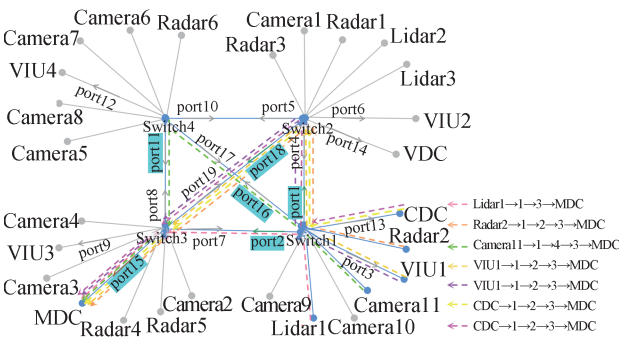 Camera6
Camera1
Camera7
Radar6
Radar1
Radar3
Lidar2
VIU4
Lidar3
port12
Camera8
port10
port5
port6
VIU2
Switch4
Switch2
port11
port17
port4
port14
Camera5
port18
VDC
port19
port16
port1
port8
CDC
Camera4
port13
Lidar1→1→3→MDC
VIU3
port9
Switch3
port7
port2
Switch1
Radar2
Radar2→1→2→3→MDC
port15
port3
VIU1
Camera11→1→4→3→MDC
Camera3
VIU1→1→2→3→MDC
MDC
Camera2
Camera9
Camera11
VIU1→1→2→3→MDC
Radar4
Radar5
Lidar1
Camera10
CDC→1→2→3→MDC
CDC→1→2→3→MDC